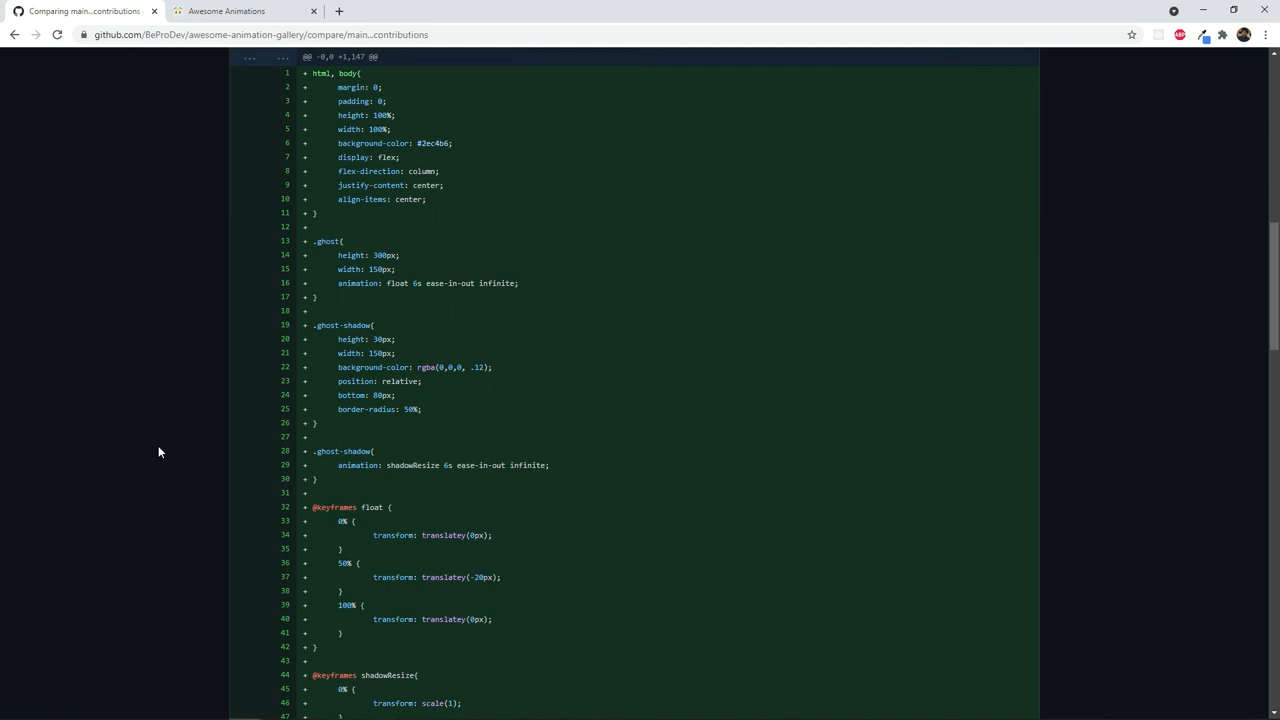 Comparing main...contributions
Awesome Animations
github.com/BeProDev/awesome-animation-gallery/compare/main...contributions
ABP
... ... @@ -0,0 +1,147 @@
1 + html, body{
2 + margin: 0;
3 + padding: 0;
4 + height: 100%;
5 + width: 100%;
6 + background-color: #2ec4b6;
7 + display: flex;
8 + flex-direction: column;
9 + justify-content: center;
10 + align-items: center;
11 + }
12 +
13 + .ghost{
14 + height: 300px;
15 + width: 150px;
16 + animation: float 6s ease-in-out infinite;
17 + }
18 +
19 + .ghost-shadow{
20 + height: 30px;
21 + width: 150px;
22 + background-color: rgba(0,0,0, .12);
23 + position: relative;
24 + bottom: 80px;
25 + border-radius: 50%;
26 + }
27 +
28 + .ghost-shadow{
29 + animation: shadowResize 6s ease-in-out infinite;
30 + }
31 +
32 + @keyframes float {
33 + 0% {
34 + transform: translatey(0px);
35 + }
36 + 50% {
37 + transform: translatey(-20px);
38 + }
39 + 100% {
40 + transform: translatey(0px);
41 + }
42 + }
43 +
44 + @keyframes shadowResize{
45 + 0% {
46 + transform: scale(1);
47 + }